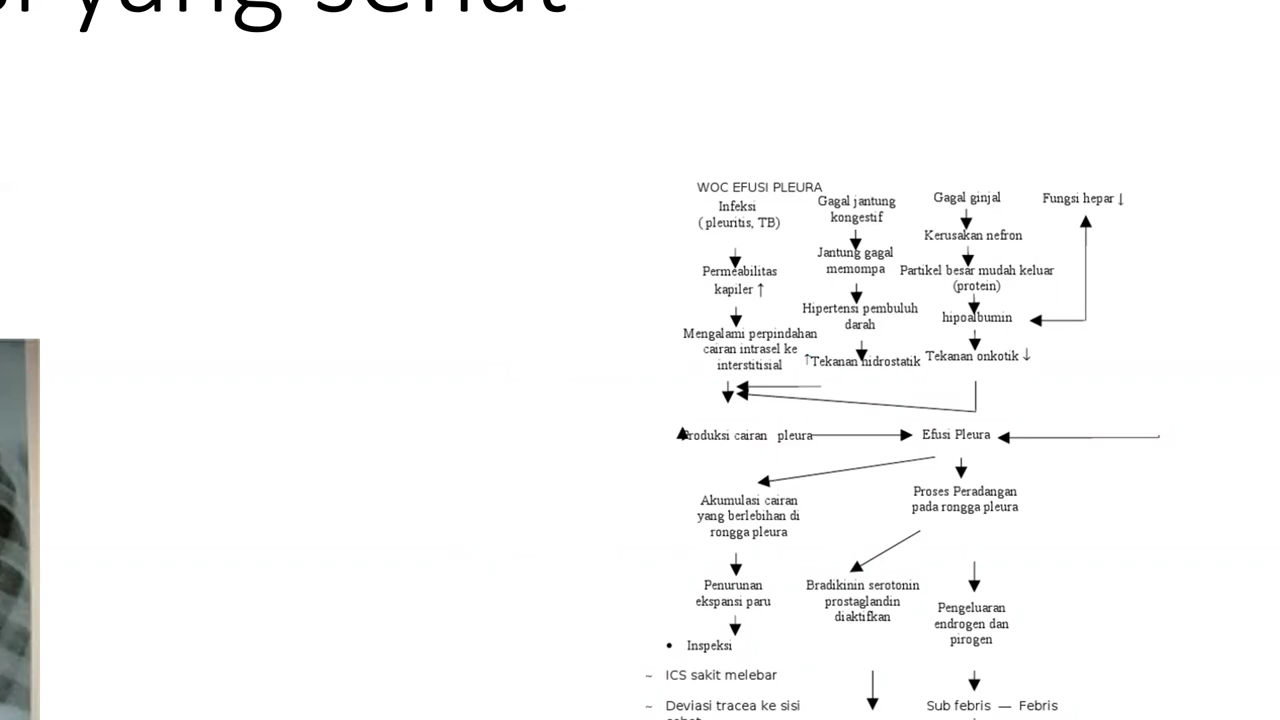 yang sehat
WOC EFUSI PLEURA
Infeksi
( pleuritis, TB)
Permeabilitas
kapiler ↑
Mengalami perpindahan
cairan intrasel ke
interstitisial
Gagal jantung
kongestif
Jantung gagal
memompa
Hipertensi pembuluh
darah
↑Tekanan hidrostatik
Gagal ginjal
Kerusakan nefron
Partikel besar mudah keluar
(protein)
hipoalbumin
Tekanan onkotik ↓
Fungsi hepar ↓
Produksi cairan pleura
Efusi Pleura
Akumulasi cairan
yang berlebihan di
rongga pleura
Penurunan
ekspansi paru
• Inspeksi
~ ICS sakit melebar
~ Deviasi tracea ke sisi
Proses Peradangan
pada rongga pleura
Bradikinin serotonin
prostaglandin
diaktifkan
Pengeluaran
endrogen dan
pirogen
Sub febris — Febris